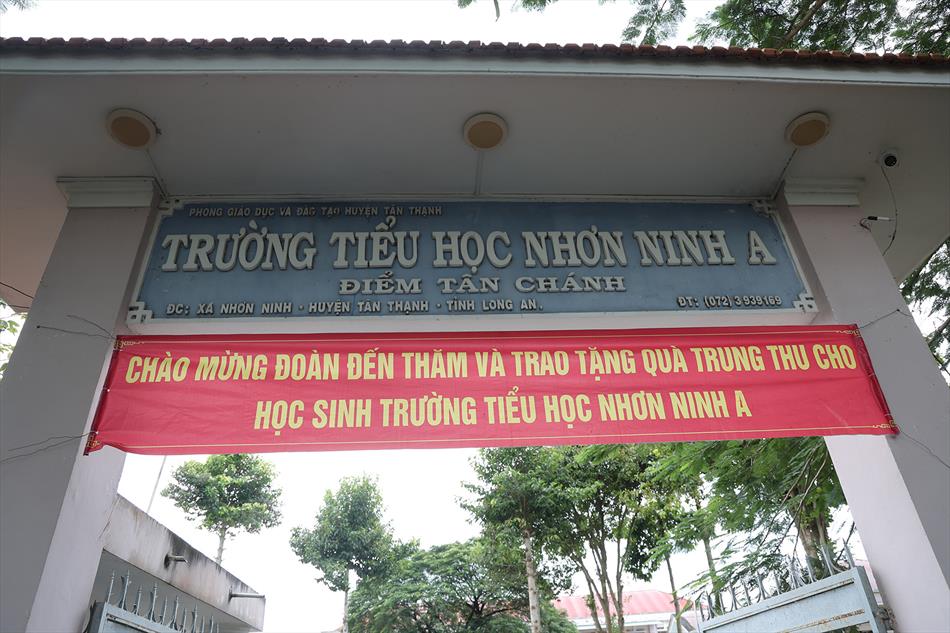 PHÒNG GIÁO DỤC VÀ ĐÀO TẠO HUYỆN TÂN THẠNH
TRƯỜNG TIỂU HỌC NHƠN NINH A
ĐIỂM TÂN CHÁNH
ĐC: XÃ NHƠN NINH - HUYỆN TÂN THẠNH - TỈNH LONG AN.
ĐT: (072) 3 939169
CHÀO MỪNG ĐOÀN ĐẾN THĂM VÀ TRAO TẶNG QUÀ TRUNG THU CHO
HỌC SINH TRƯỜNG TIỂU HỌC NHƠN NINH A